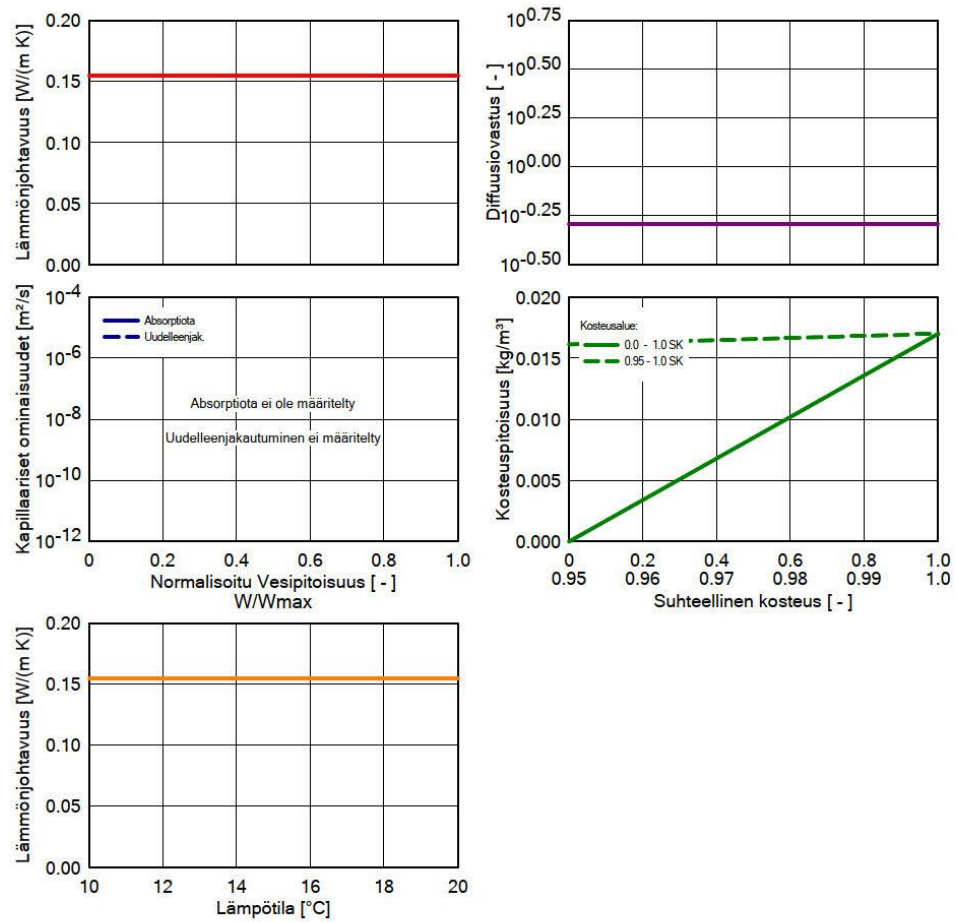 Lämmönjohtavuus [W/(m K)]
0.20
0.15
0.10
0.05
0.00
Diffuusiovastus [ - ]
10^0.75
10^0.50
10^0.25
10^0.00
10^-0.25
10^-0.50
Kapillaariset ominaisuudet [m²/s]
10^-4
10^-6
10^-8
10^-10
10^-12
Absorptiota
Uudelleenjak.
Absorptiota ei ole määritelty
Uudelleenjakautuminen ei määritelty
0 0.2 0.4 0.6 0.8 1.0
Normalisoitu Vesipitoisuus [ - ]
W/Wmax
Kosteuspitoisuus [kg/m³]
0.020
0.015
0.010
0.005
0.000
Kosteusalue:
0.0 - 1.0 SK
0.95 - 1.0 SK
0 0.2 0.4 0.6 0.8 1.0
0.95 0.96 0.97 0.98 0.99 1.0
Suhteellinen kosteus [ - ]
Lämmönjohtavuus [W/(m K)]
0.20
0.15
0.10
0.05
0.00
10 12 14 16 18 20
Lämpötila [°C]